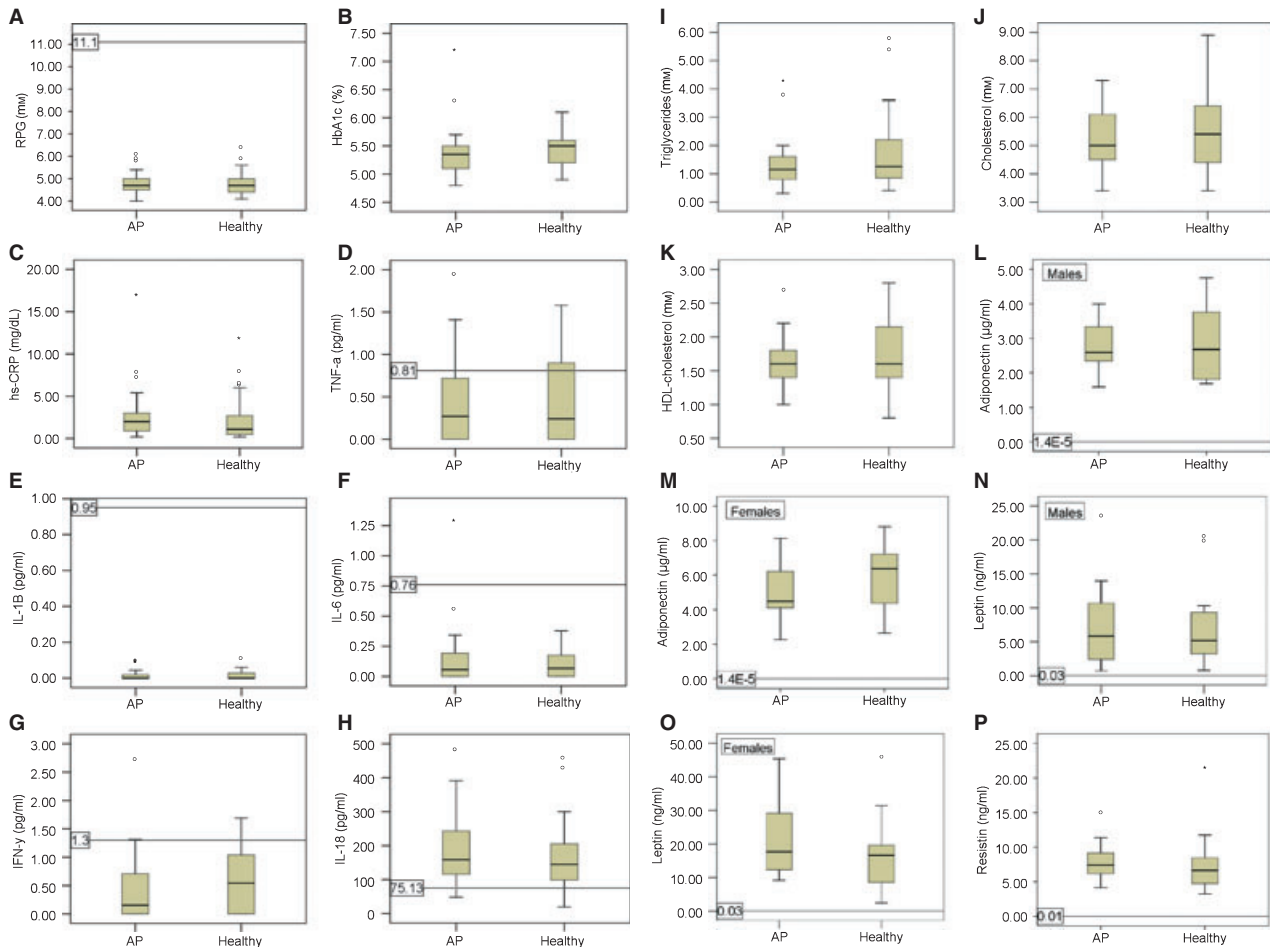 A
RPG (mM)
11.00
10.00
9.00
8.00
7.00
6.00
5.00
4.00
11.1
AP Healthy
B
HbA1c (%)
7.50
7.00
6.50
6.00
5.50
5.00
4.50
AP Healthy
I
Triglycerides (mM)
6.00
5.00
4.00
3.00
2.00
1.00
0.00
AP Healthy
J
Cholesterol (mM)
9.00
8.00
7.00
6.00
5.00
4.00
3.00
AP Healthy
C
hs-CRP (mg/dL)
20.00
15.00
10.00
5.00
0.00
AP Healthy
D
TNF-a (pg/ml)
2.00
1.50
1.00
0.50
0.00
0.81
AP Healthy
K
HDL-cholesterol (mM)
3.00
2.50
2.00
1.50
1.00
0.50
AP Healthy
L
Males
Adiponectin (µg/ml)
5.00
4.00
3.00
2.00
1.00
0.00
1.4E-5
AP Healthy
E
IL-1B (pg/ml)
1.00
0.80
0.60
0.40
0.20
0.00
0.95
AP Healthy
F
IL-6 (pg/ml)
1.25
1.00
0.75
0.50
0.25
0.00
0.76
AP Healthy
M
Females
Adiponectin (µg/ml)
10.00
8.00
6.00
4.00
2.00
0.00
1.4E-5
AP Healthy
N
Males
Leptin (ng/ml)
25.00
20.00
15.00
10.00
5.00
0.00
0.03
AP Healthy
G
IFN-y (pg/ml)
3.00
2.50
2.00
1.50
1.00
0.50
0.00
1.3
AP Healthy
H
IL-18 (pg/ml)
500
400
300
200
100
0
75.13
AP Healthy
O
Females
Leptin (ng/ml)
50.00
40.00
30.00
20.00
10.00
0.00
0.03
AP Healthy
P
Resistin (ng/ml)
25.00
20.00
15.00
10.00
5.00
0.00
0.01
AP Healthy